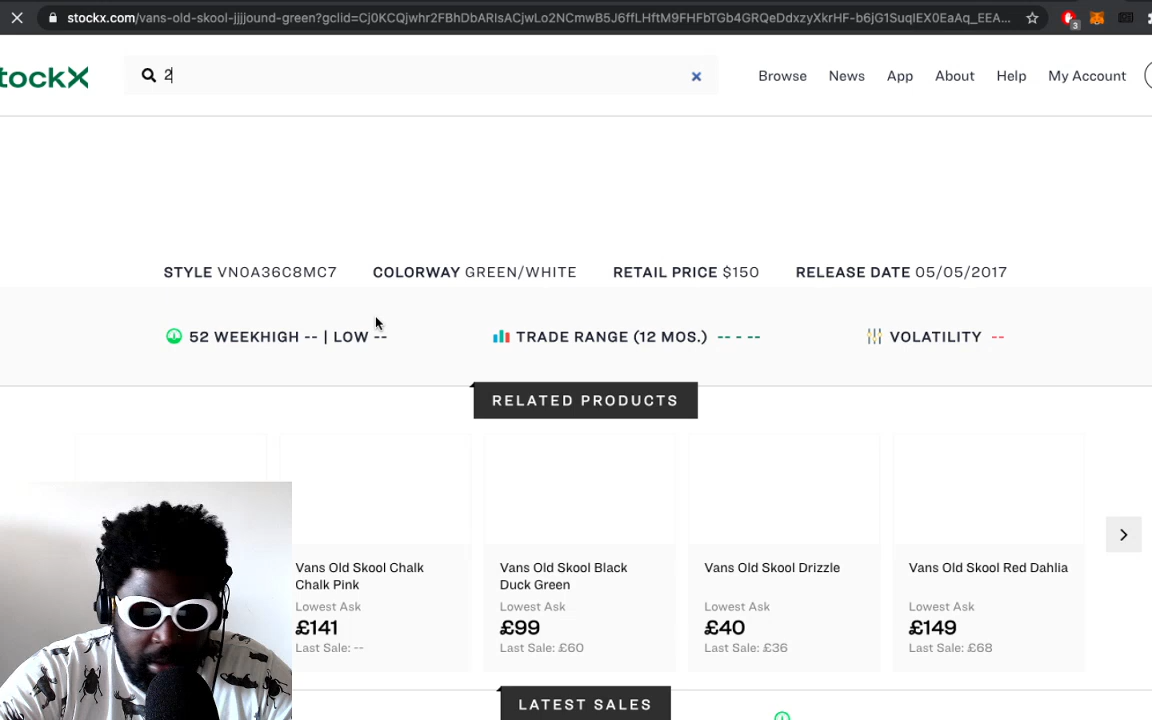 stockx.com/vans-old-skool-jjjjound-green?gclid=Cj0KCQjwhr2FBhDbARIsACjwLo2NCmwB5J6ffLHftM9FHFbTGb4GRQeDdxzyXkrHF-b6jG1SuqIEX0EaAq_EEA...
3
tockX
2
Browse
News
App
About
Help
My Account
STYLE VN0A36C8MC7
COLORWAY GREEN/WHITE
RETAIL PRICE $150
RELEASE DATE 05/05/2017
52 WEEKHIGH -- | LOW --
TRADE RANGE (12 MOS.) -- - --
VOLATILITY --
RELATED PRODUCTS
Vans Old Skool Chalk
Chalk Pink
Lowest Ask
£141
Last Sale: --
Vans Old Skool Black
Duck Green
Lowest Ask
£99
Last Sale: £60
Vans Old Skool Drizzle
Lowest Ask
£40
Last Sale: £36
Vans Old Skool Red Dahlia
Lowest Ask
£149
Last Sale: £68
LATEST SALES